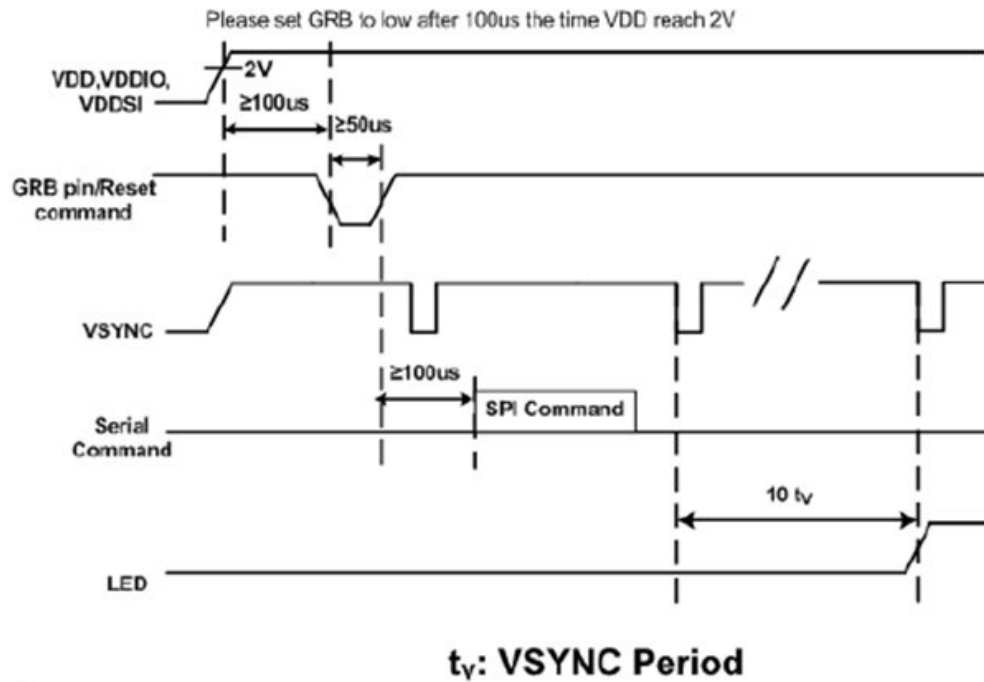 Please set GRB to low after 100us the time VDD reach 2V
VDD,VDDIO,
VDDSI
2V
≥100us
≥50us
GRB pin/Reset
command
VSYNC
≥100us
SPI Command
Serial
Command
10 tv
LED
tv: VSYNC Period